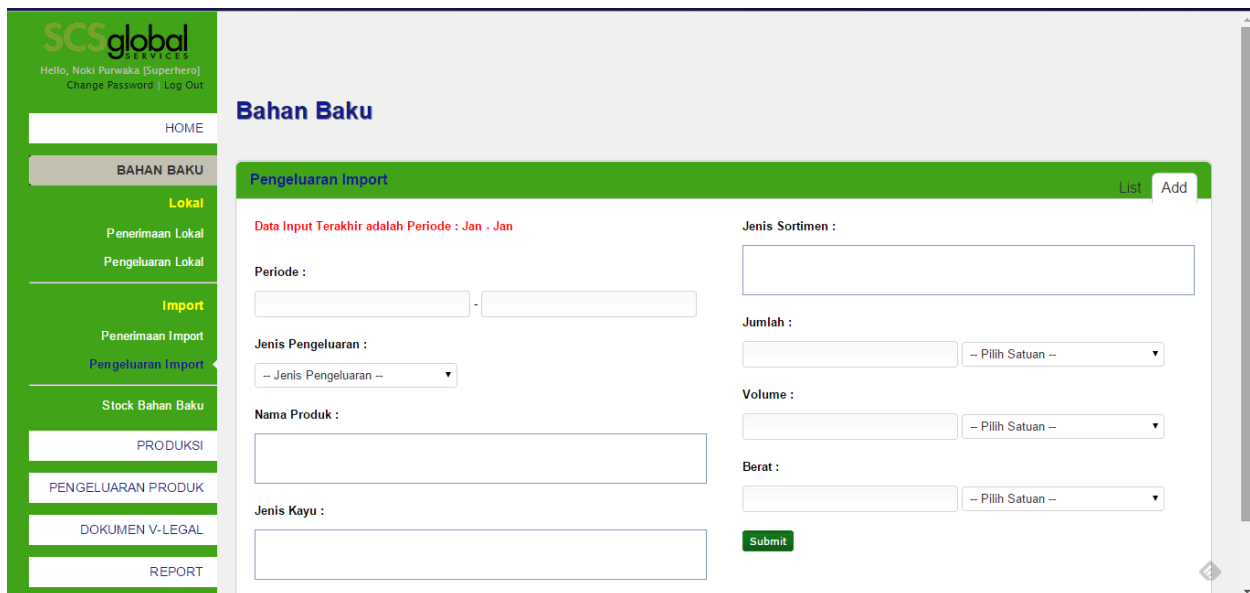 SCSglobal
SERVICES
Hello, Noki Purwaka [Superhero]
Change Password | Log Out
HOME
BAHAN BAKU
Lokal
Penerimaan Lokal
Pengeluaran Lokal
Import
Penerimaan Import
Pengeluaran Import
Stock Bahan Baku
PRODUKSI
PENGELUARAN PRODUK
DOKUMEN V-LEGAL
REPORT
Bahan Baku
Pengeluaran Import
List Add
Data Input Terakhir adalah Periode : Jan - Jan
Periode :
-
Jenis Pengeluaran :
-- Jenis Pengeluaran --
Nama Produk :
Jenis Kayu :
Jenis Sortimen :
Jumlah :
-- Pilih Satuan --
Volume :
-- Pilih Satuan --
Berat :
-- Pilih Satuan --
Submit